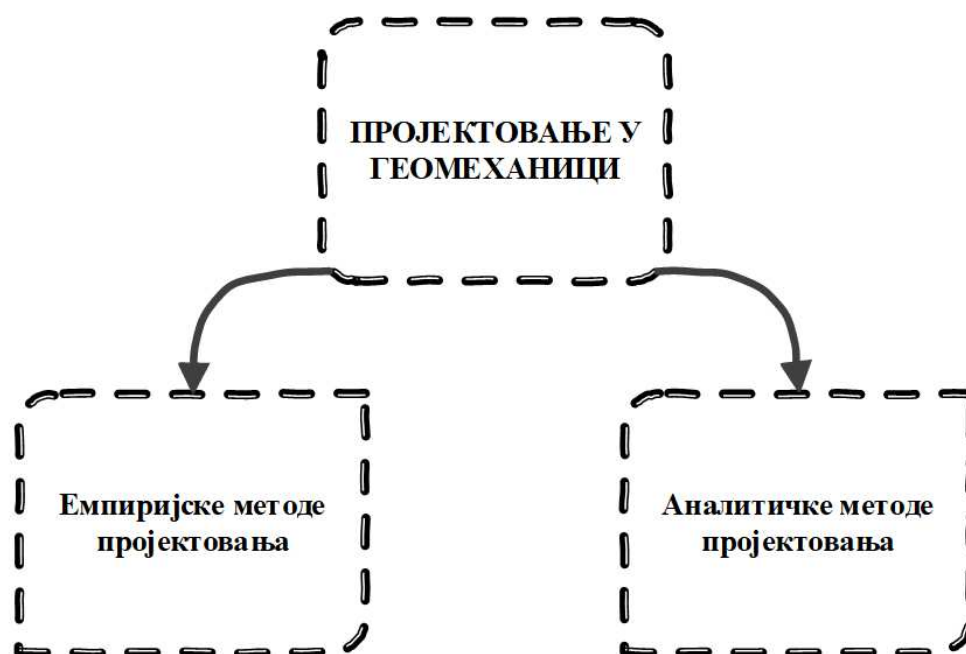 ПРОЈЕКТОВАЊЕ У
ГЕОМЕХАНИЦИ
Емпиријске методе
пројектовања
Аналитичке методе
пројектовања